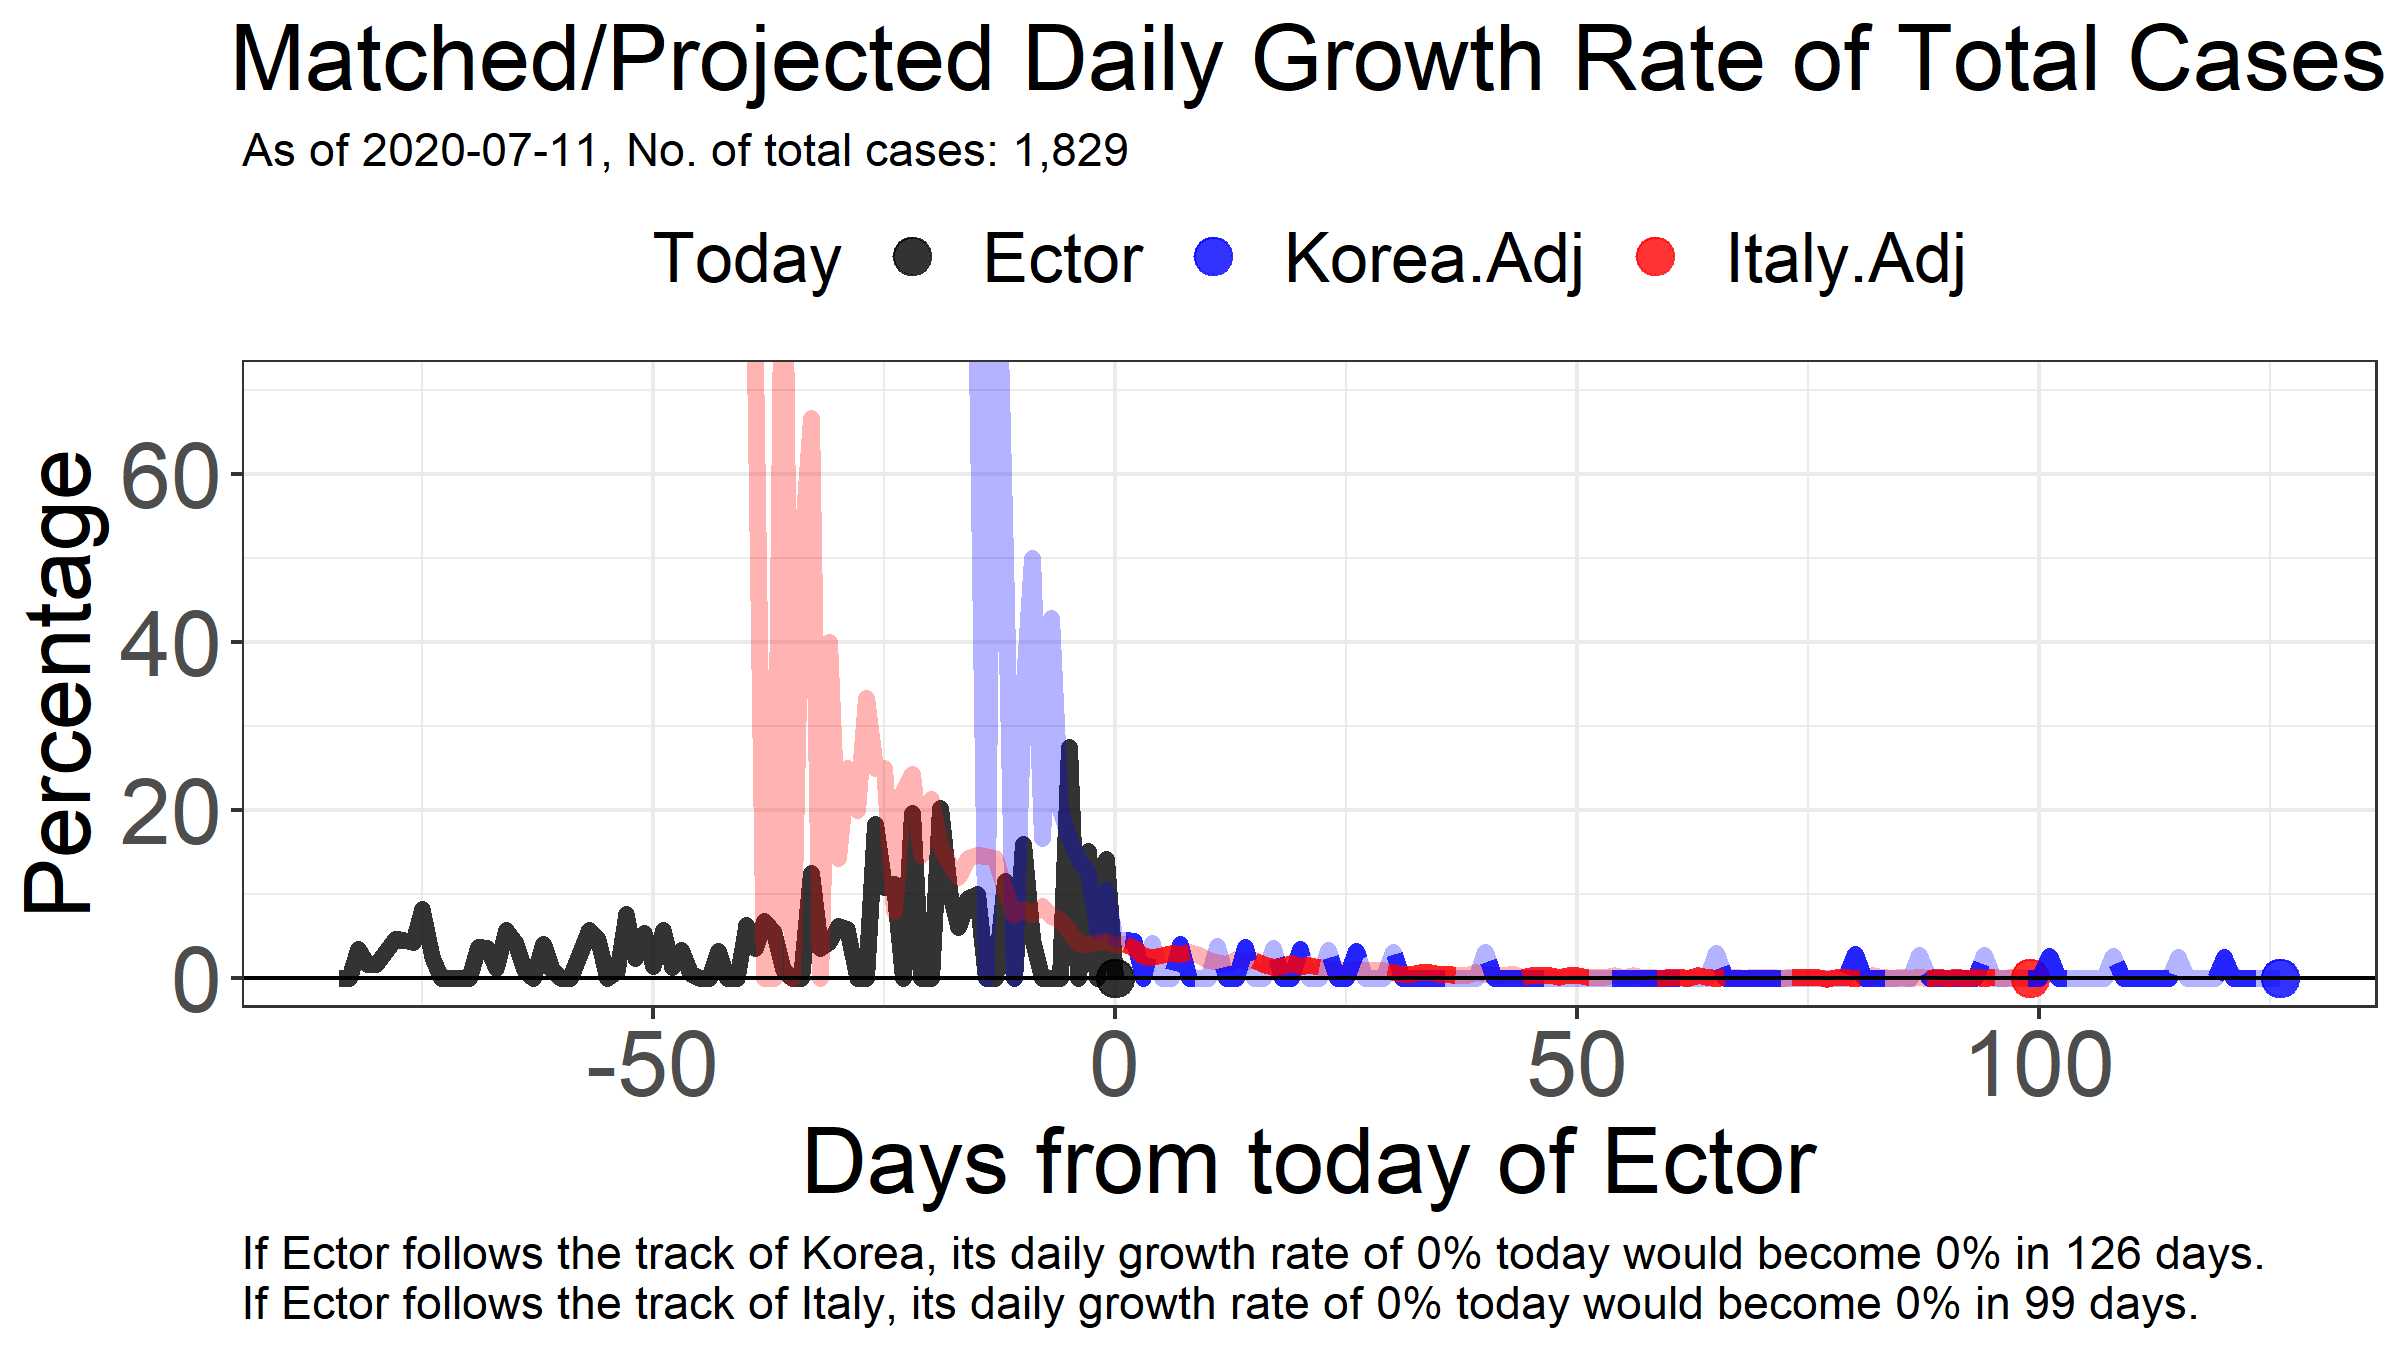 Matched/Projected Daily Growth Rate of Total Cases
As of 2020-07-11, No. of total cases: 1,829
Today Ector Korea.Adj Italy.Adj
Percentage
60
40
20
0
-50 0 50 100
Days from today of Ector
If Ector follows the track of Korea, its daily growth rate of 0% today would become 0% in 126 days.
If Ector follows the track of Italy, its daily growth rate of 0% today would become 0% in 99 days.